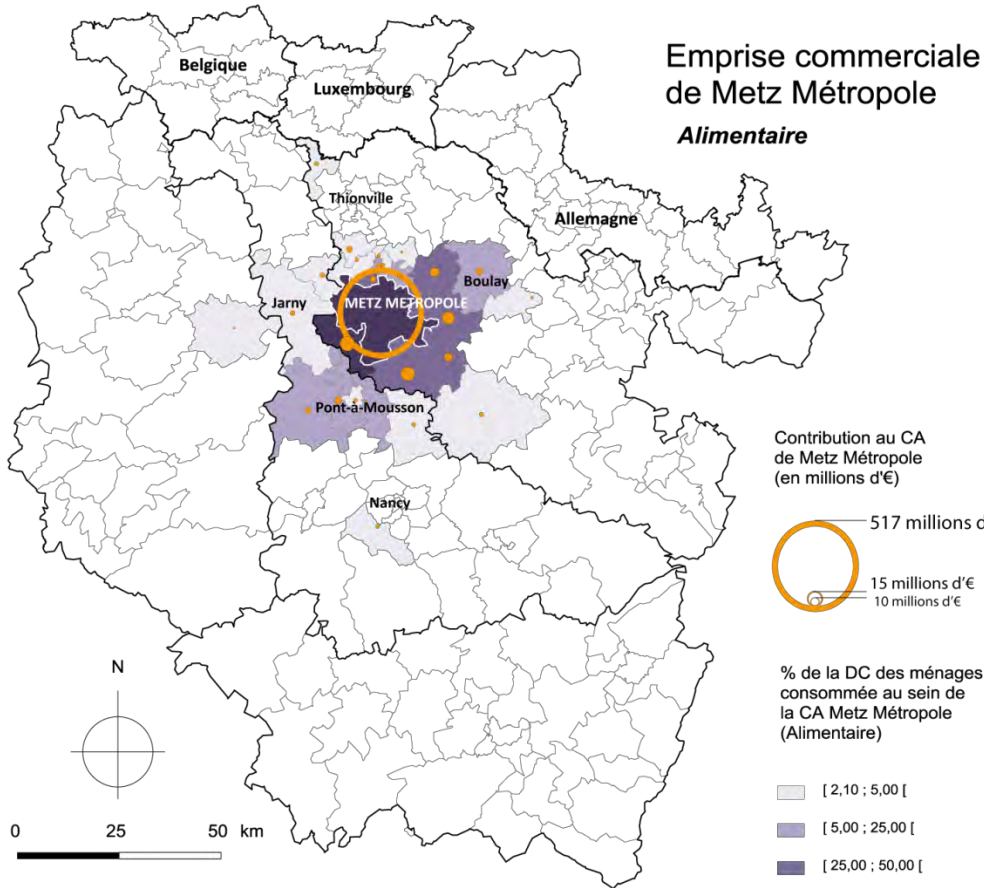 Emprise commerciale
de Metz Métropole
Alimentaire
Belgique
Luxembourg
Thionville
Allemagne
Boulay
Jarny
METZ METROPOLE
Pont-à-Mousson
Nancy
Contribution au CA
de Metz Métropole
(en millions d'€)
517 millions d
15 millions d'€
10 millions d'€
N
% de la DC des ménages
consommée au sein de
la CA Metz Métropole
(Alimentaire)
[ 2,10 ; 5,00 [
[ 5,00 ; 25,00 [
[ 25,00 ; 50,00 [
0 25 50 km